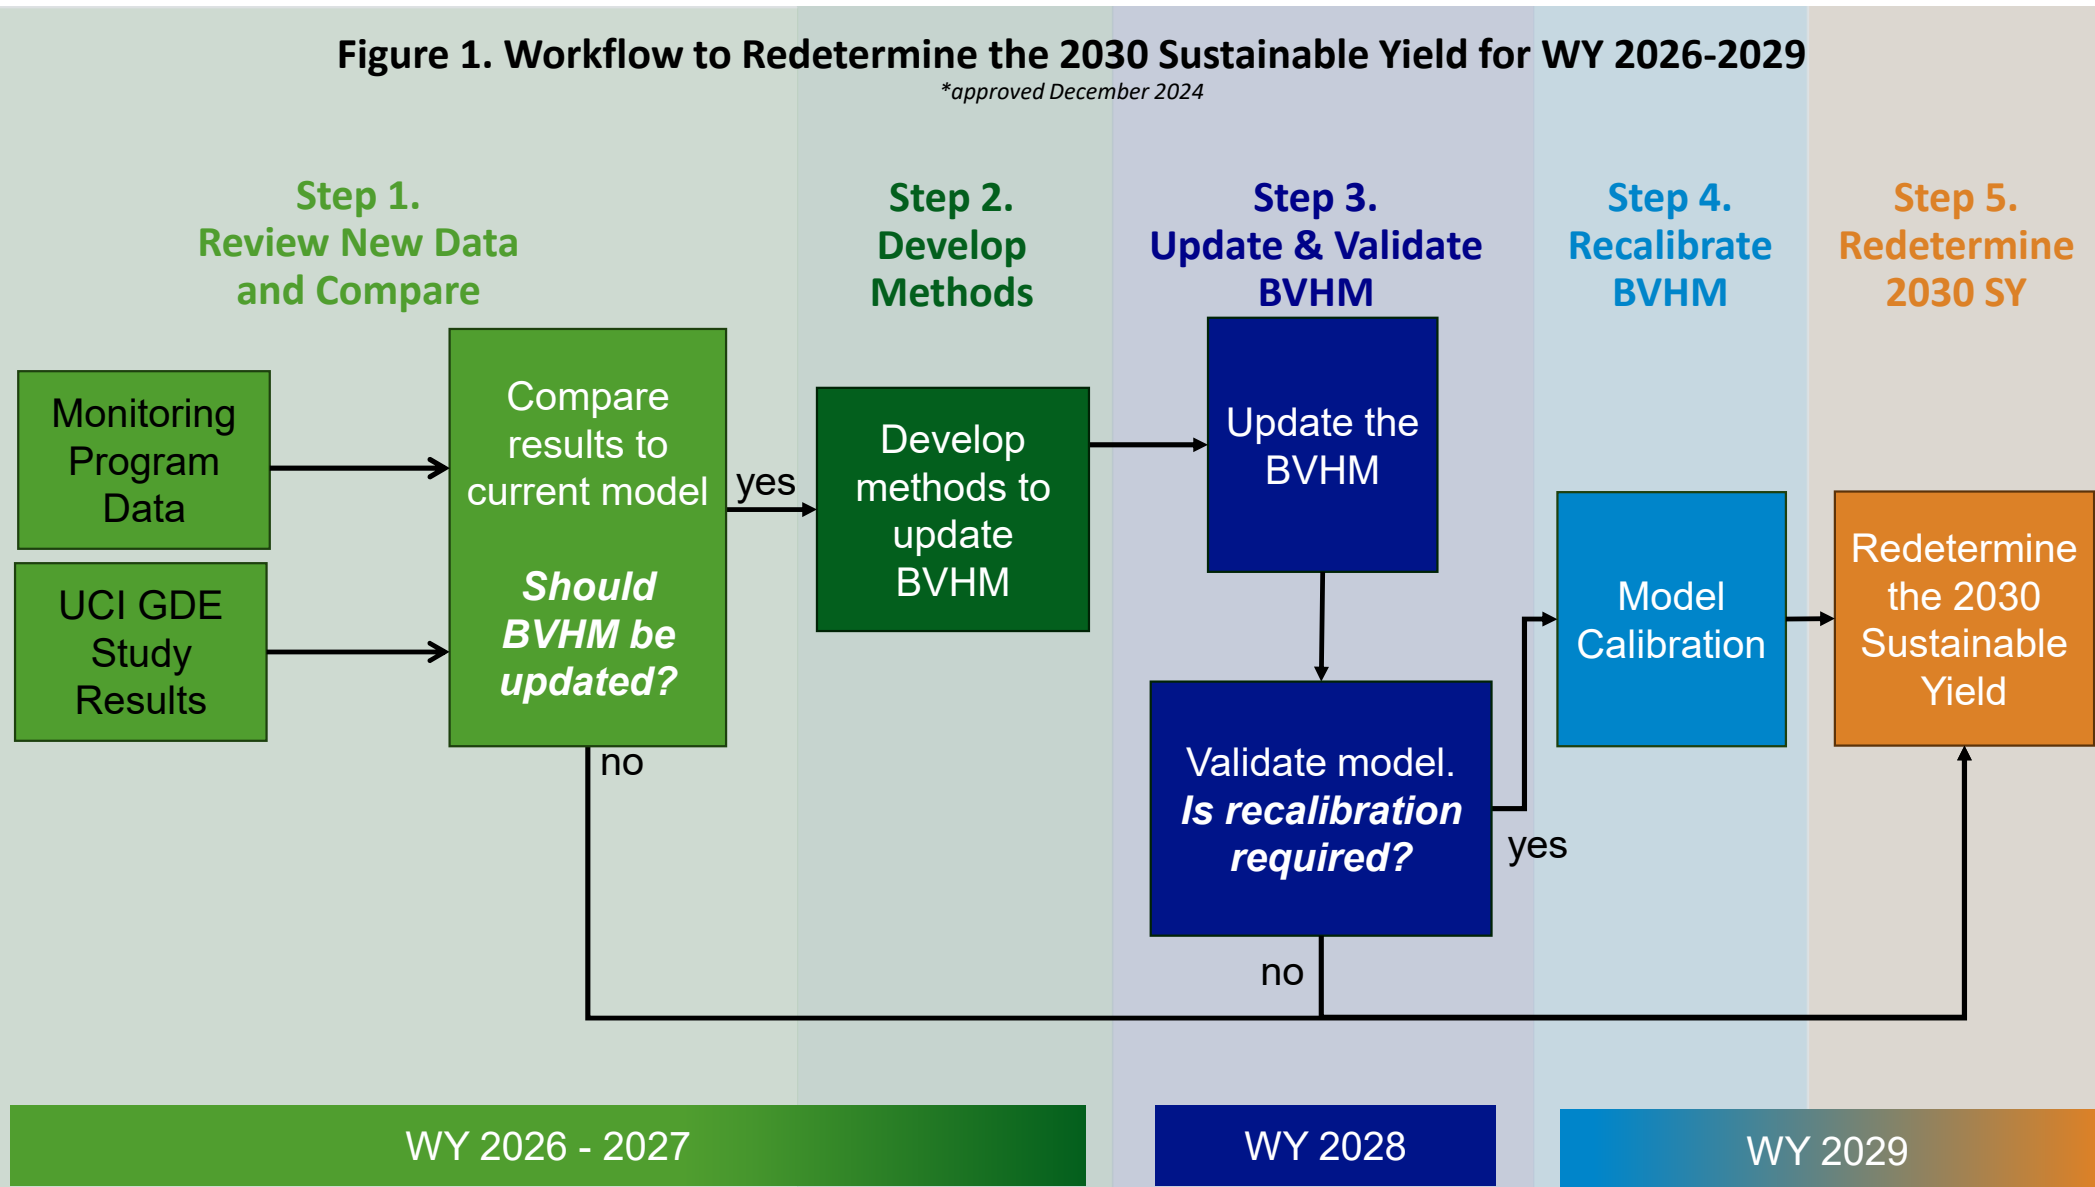 Figure 1. Workflow to Redetermine the 2030 Sustainable Yield for WY 2026-2029
*approved December 2024
Step 1.
Review New Data
and Compare
Step 2.
Develop
Methods
Step 3.
Update & Validate
BVHM
Step 4.
Recalibrate
BVHM
Step 5.
Redetermine
2030 SY
Monitoring
Program
Data
UCI GDE
Study
Results
Compare
results to
current model
Should
BVHM be
updated?
yes
no
Develop
methods to
update
BVHM
Update the
BVHM
Validate model.
Is recalibration
required?
yes
no
Model
Calibration
Redetermine
the 2030
Sustainable
Yield
WY 2026 - 2027
WY 2028
WY 2029